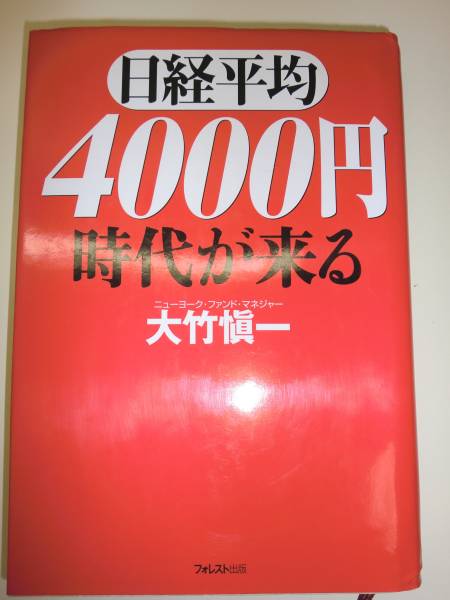 日経平均
4000円
時代が来る
ニューヨーク・ファンド・マネジャー
大竹愼一
フォレスト出版